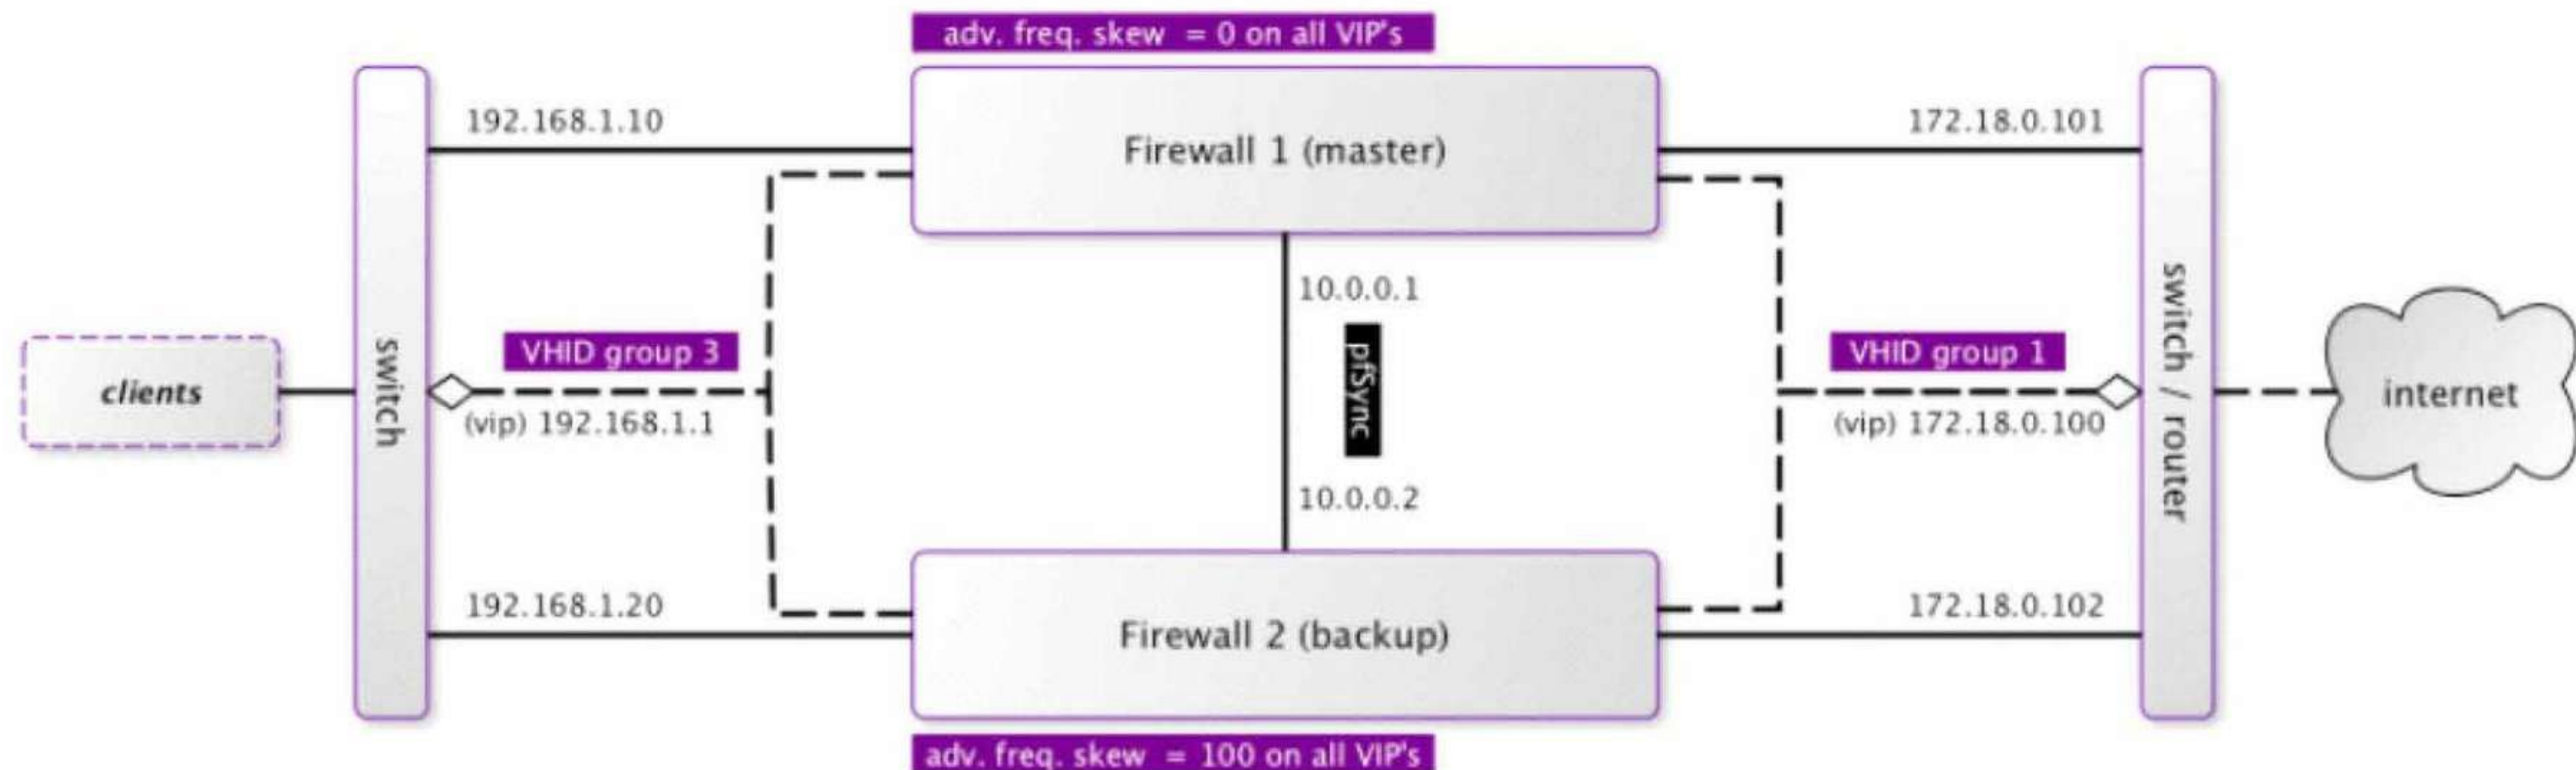 adv. freq. skew = 0 on all VIP's
192.168.1.10
Firewall 1 (master)
172.18.0.101
10.0.0.1
pfSync
10.0.0.2
clients
switch
VHID group 3
(vip) 192.168.1.1
VHID group 1
(vip) 172.18.0.100
switch / router
internet
192.168.1.20
Firewall 2 (backup)
172.18.0.102
adv. freq. skew = 100 on all VIP's